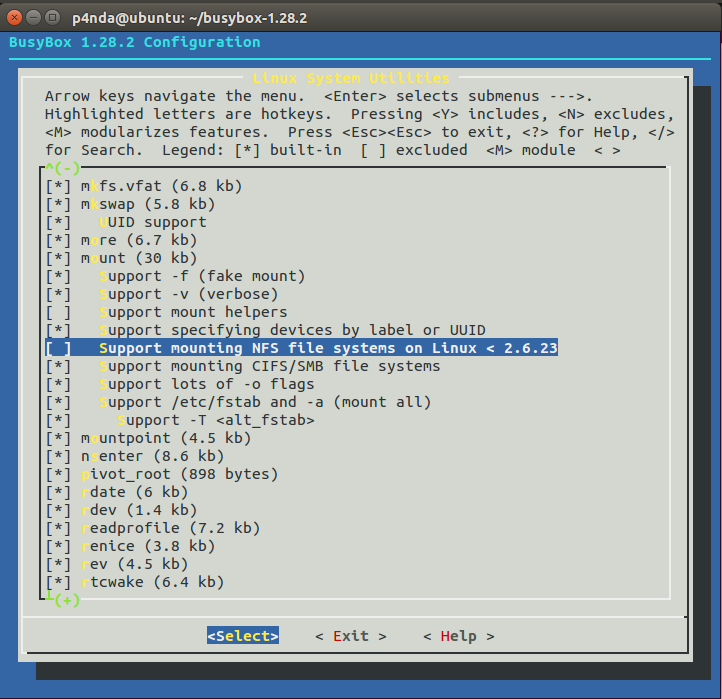 p4nda@ubuntu: ~/busybox-1.28.2
BusyBox 1.28.2 Configuration
Linux System Utilities
Arrow keys navigate the menu.  <Enter> selects submenus --->.
Highlighted letters are hotkeys.  Pressing <Y> includes, <N> excludes,
<M> modularizes features.  Press <Esc><Esc> to exit, <?> for Help, </>
for Search.  Legend: [*] built-in  [ ] excluded  <M> module  < >
^(-)
[*] mkfs.vfat (6.8 kb)
[*] mkswap (5.8 kb)
[*]   UUID support
[*] more (6.7 kb)
[*] mount (30 kb)
[*]   Support -f (fake mount)
[*]   Support -v (verbose)
[ ]   Support mount helpers
[*]   Support specifying devices by label or UUID
[ ]   Support mounting NFS file systems on Linux < 2.6.23
[*]   Support mounting CIFS/SMB file systems
[*]   Support lots of -o flags
[*]   Support /etc/fstab and -a (mount all)
[*]     Support -T <alt_fstab>
[*] mountpoint (4.5 kb)
[*] nsenter (8.6 kb)
[*] pivot_root (898 bytes)
[*] rdate (6 kb)
[*] rdev (1.4 kb)
[*] readprofile (7.2 kb)
[*] renice (3.8 kb)
[*] rev (4.5 kb)
[*] rtcwake (6.4 kb)
(+)
<Select>    < Exit >    < Help >